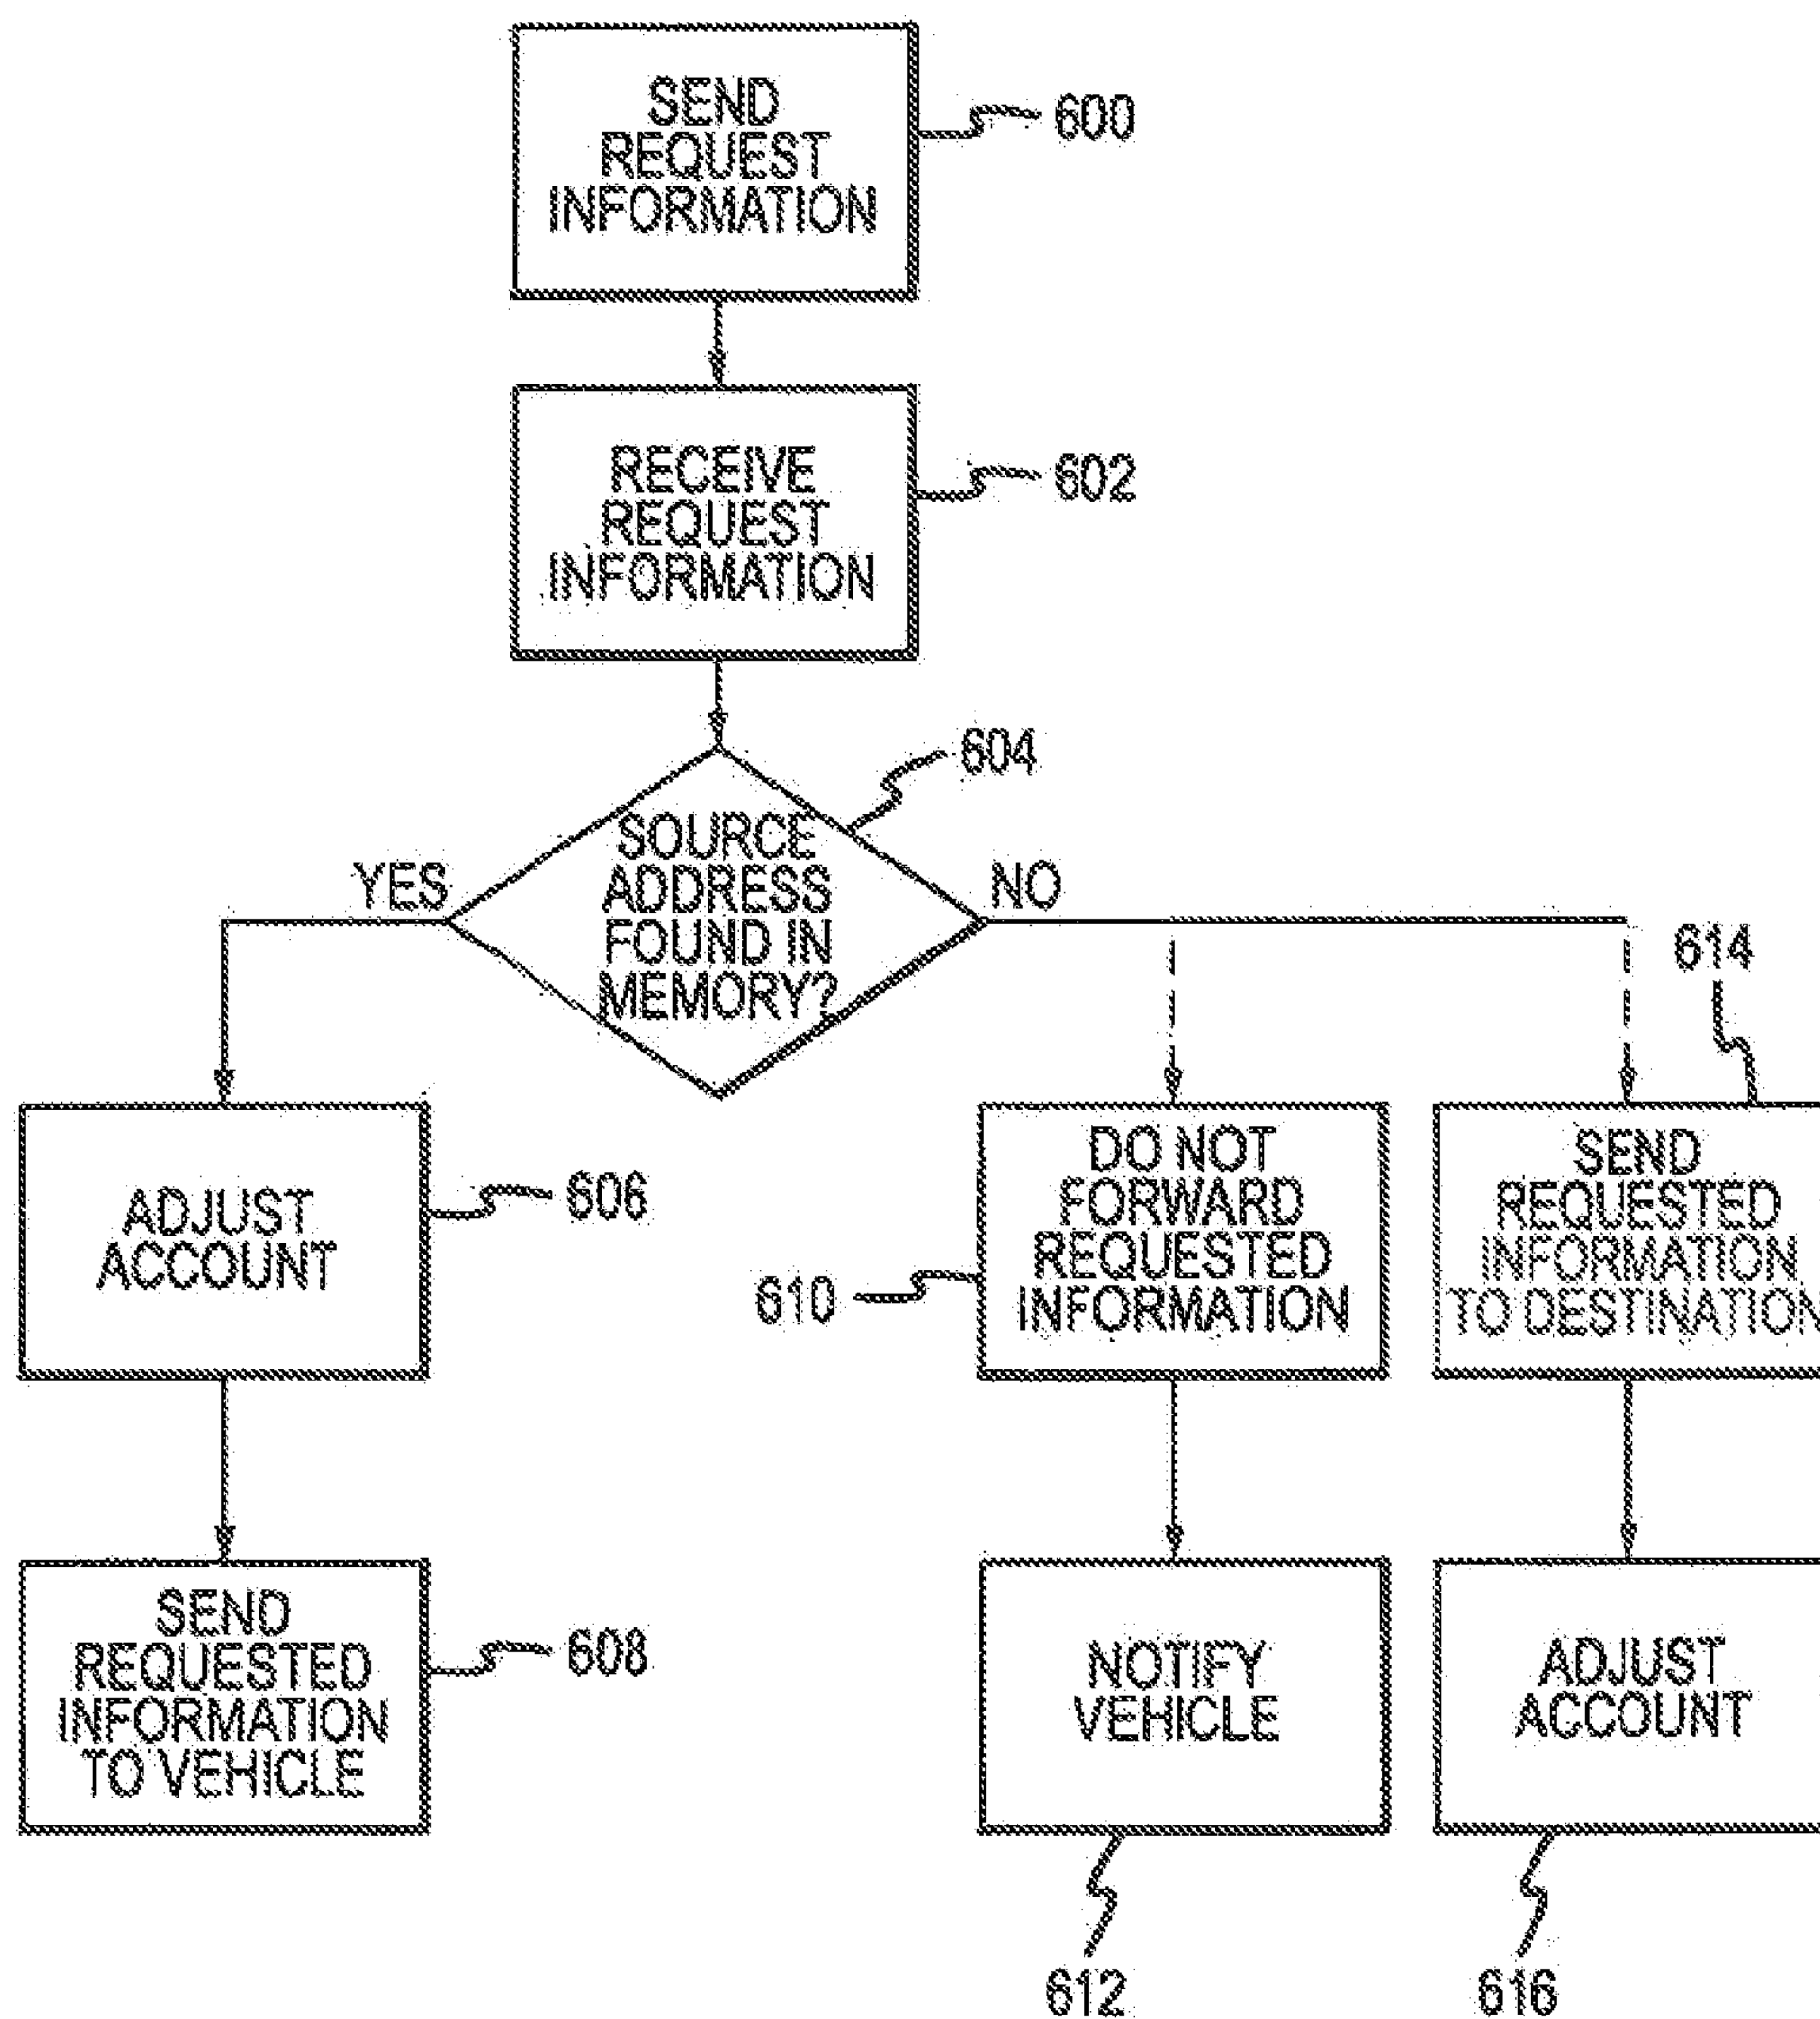 SEND
REQUEST
INFORMATION
600
RECEIVE
REQUEST
INFORMATION
602
604
SOURCE
ADDRESS
FOUND IN
MEMORY?
YES
NO
614
ADJUST
ACCOUNT
606
DO NOT
FORWARD
REQUESTED
INFORMATION
610
SEND
REQUESTED
INFORMATION
TO DESTINATION
SEND
REQUESTED
INFORMATION
TO VEHICLE
608
NOTIFY
VEHICLE
ADJUST
ACCOUNT
612
616